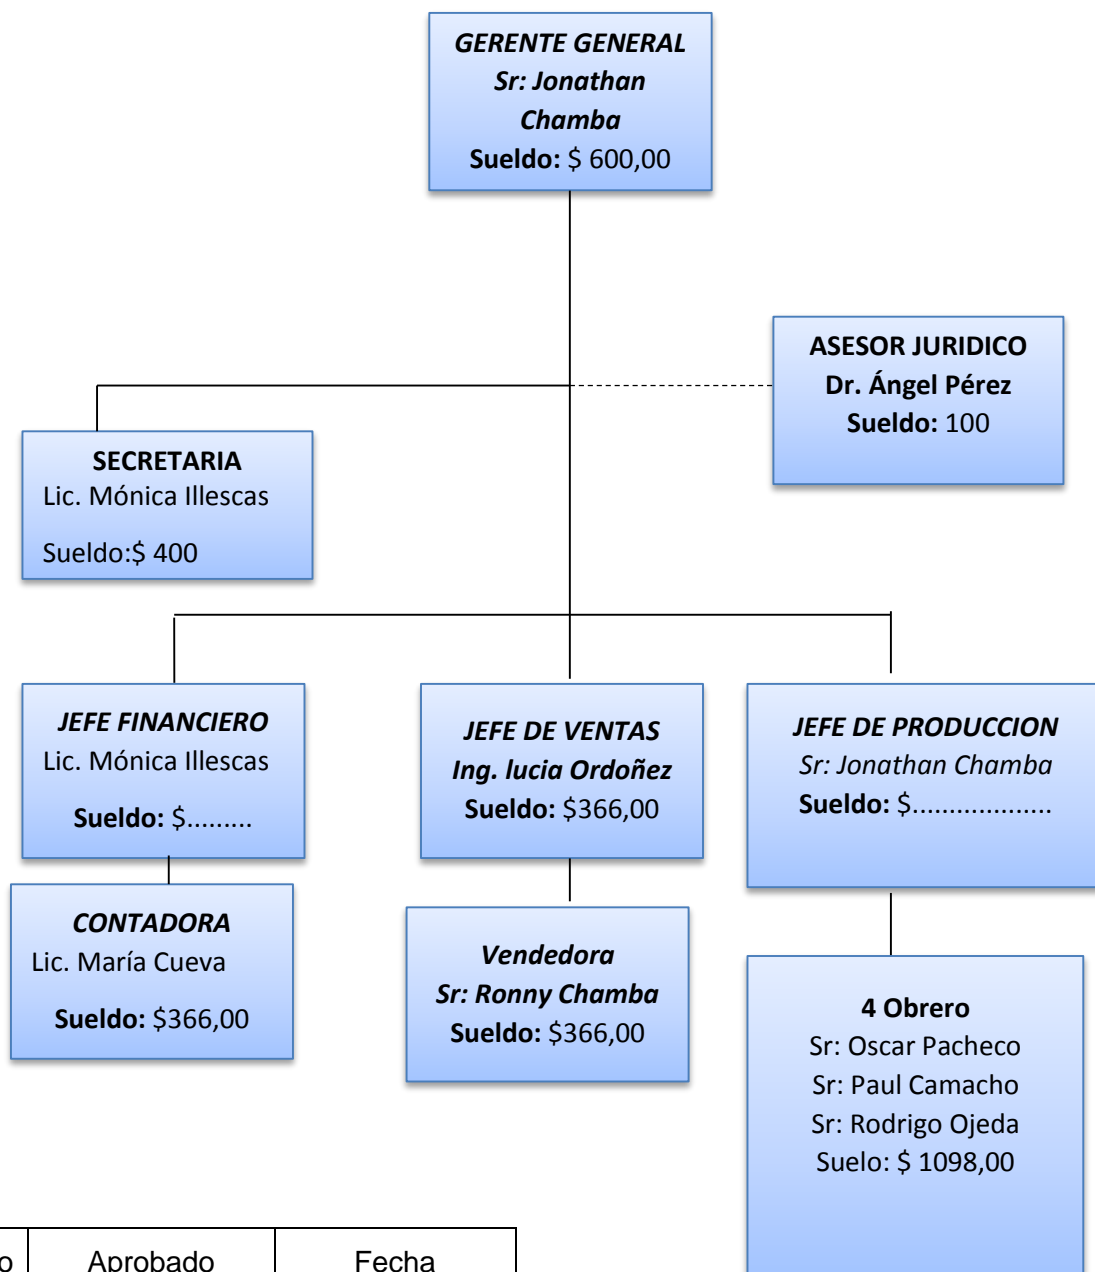 GERENTE GENERAL
Sr: Jonathan
Chamba
Sueldo: $ 600,00
ASESOR JURIDICO
Dr. Ángel Pérez
Sueldo: 100
SECRETARIA
Lic. Mónica Illescas
Sueldo:$ 400
JEFE FINANCIERO
Lic. Mónica Illescas
Sueldo: $.........
JEFE DE VENTAS
Ing. lucia Ordoñez
Sueldo: $366,00
JEFE DE PRODUCCION
Sr: Jonathan Chamba
Sueldo: $...................
CONTADORA
Lic. María Cueva
Sueldo: $366,00
Vendedora
Sr: Ronny Chamba
Sueldo: $366,00
4 Obrero
Sr: Oscar Pacheco
Sr: Paul Camacho
Sr: Rodrigo Ojeda
Suelo: $ 1098,00
Aprobado
Fecha